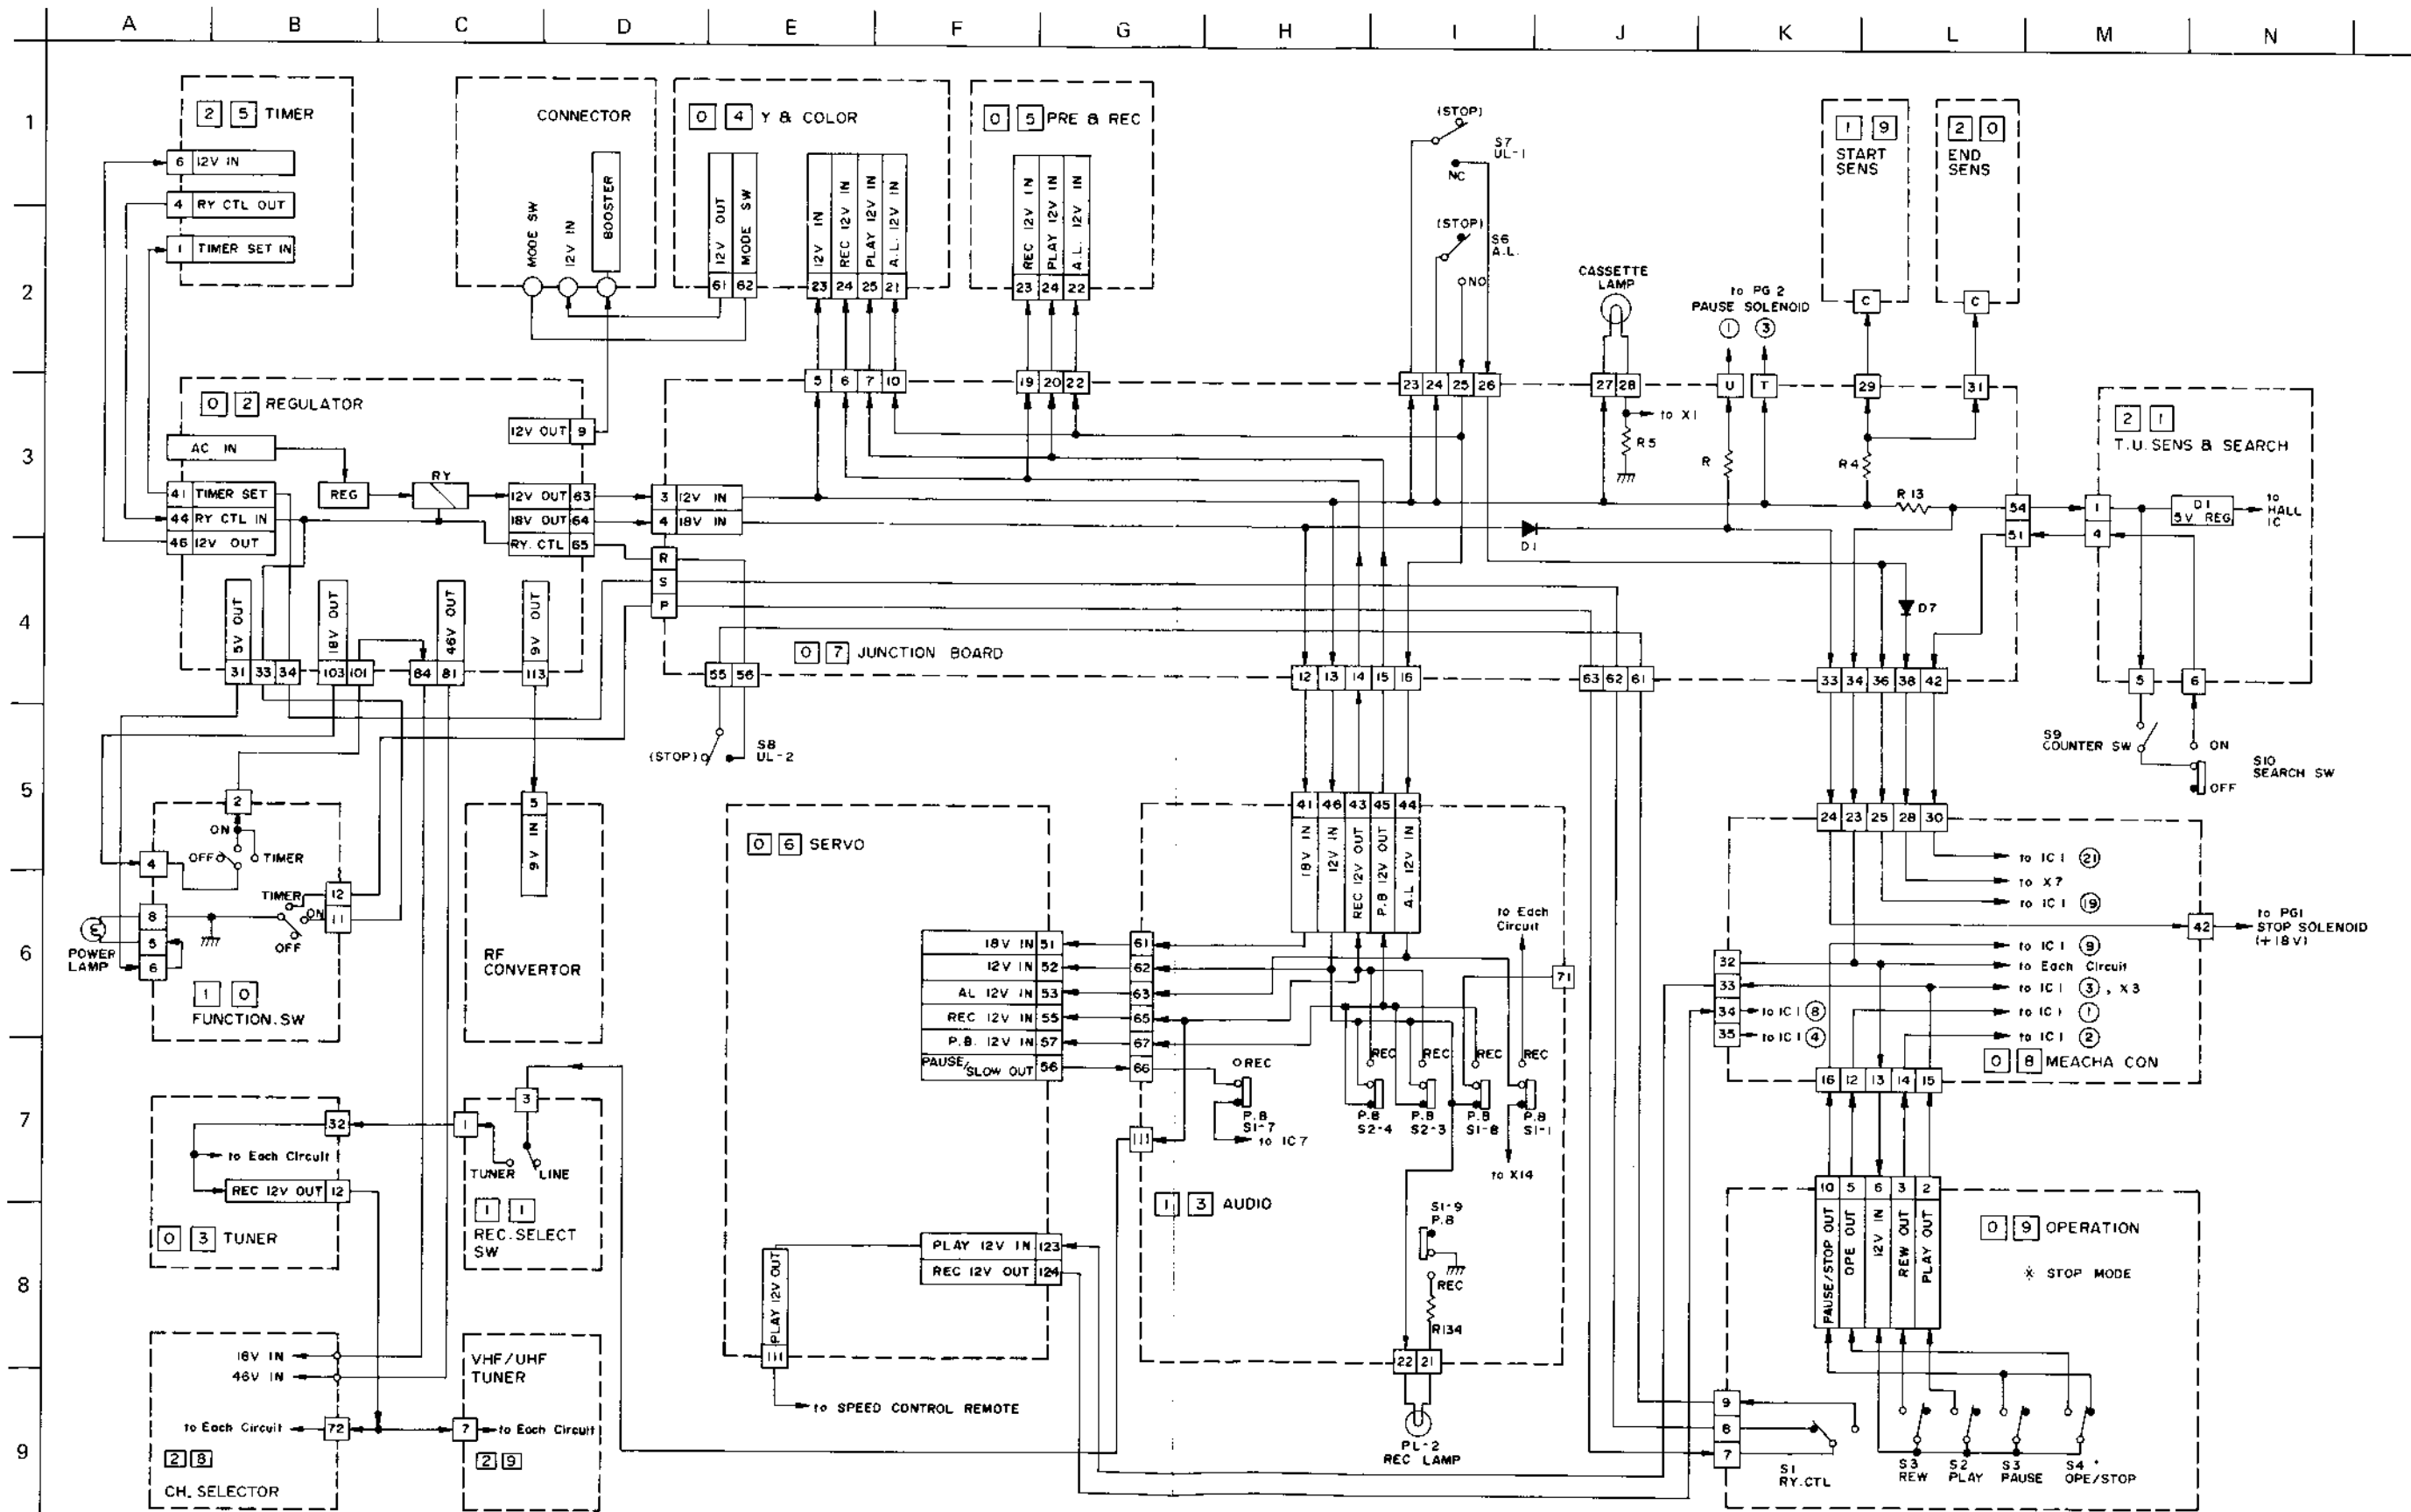 A B C D E F G H I J K L M N
1
2
3
4
5
6
7
8
9
2 5 TIMER
6 12V IN
4 RY CTL OUT
1 TIMER SET IN
CONNECTOR
MODE SW
12V IN
BOOSTER
0 4 Y & COLOR
61 12V OUT
62 MODE SW
23 12V IN
24 REC 12V IN
25 PLAY 12V IN
21 A.L. 12V IN
0 5 PRE & REC
23 REC 12V IN
24 PLAY 12V IN
22 A.L. 12V IN
(STOP)
S7
UL-1
NC
(STOP)
S6
A.L.
NO
CASSETTE
LAMP
to PG 2
PAUSE SOLENOID
1 3
1 9
START
SENS
C
2 0
END
SENS
C
0 2 REGULATOR
AC IN
41 TIMER SET
44 RY CTL IN
46 12V OUT
REG
RY
12V OUT 9
12V OUT 63
18V OUT 64
RY. CTL 65
5V OUT
18V OUT
46V OUT
9V OUT
31 33 34 103 101 84 81 113
5 6 7 10
19 20 22
23 24 25 26
27 28
U T
29 31
to X1
R5
R
R4
R 13
3 12V IN
4 18V IN
R
S
P
D1
D7
54
51
0 7 JUNCTION BOARD
55 56
12 13 14 15 16
63 62 61
33 34 36 38 42
2 1
T.U. SENS & SEARCH
1
4
D1
5V REG
to
HALL
IC
5 6
S9
COUNTER SW
ON
OFF
S10
SEARCH SW
(STOP)
S8
UL-2
2
ON
OFF
TIMER
4
TIMER
12
11
ON
OFF
8
5
6
POWER
LAMP
1 0
FUNCTION. SW
5
9V IN
RF
CONVERTOR
0 6 SERVO
18V IN 51
12V IN 52
AL 12V IN 53
REC 12V IN 55
P.B. 12V IN 57
PAUSE/SLOW OUT 56
PLAY 12V IN 123
REC 12V OUT 124
PLAY 12V OUT
111
to SPEED CONTROL REMOTE
41 46 43 45 44
18V IN
12V IN
REC 12V OUT
P.B 12V OUT
A.L 12V IN
to Each
Circuit
71
61
62
63
65
67
66
111
REC
P.B
S1-7
to IC7
REC REC REC REC
P.B P.B P.B P.B
S2-4 S2-3 S1-8 S1-1
to X14
1 3 AUDIO
S1-9
P.B
REC
R134
22 21
PL-2
REC LAMP
24 23 25 28 30
to IC1 21
to X7
to IC1 19
42
to PG1
STOP SOLENOID
(+18V)
to IC1 9
to Each Circuit
to IC1 3 , X3
to IC1 1
to IC1 2
32
33
34 to IC1 8
35 to IC1 4
0 8 MEACHA CON
16 12 13 14 15
10 5 6 3 2
PAUSE/STOP OUT
OPE OUT
12V IN
REW OUT
PLAY OUT
0 9 OPERATION
※ STOP MODE
9
8
7
S1
RY.CTL
S3
REW
S2
PLAY
S3
PAUSE
S4
OPE/STOP
32
to Each Circuit
REC 12V OUT 12
0 3 TUNER
1
3
TUNER
LINE
1 1
REC. SELECT
SW
18V IN
46V IN
to Each Circuit
72
2 8
CH. SELECTOR
VHF/UHF
TUNER
7
to Each Circuit
2 9